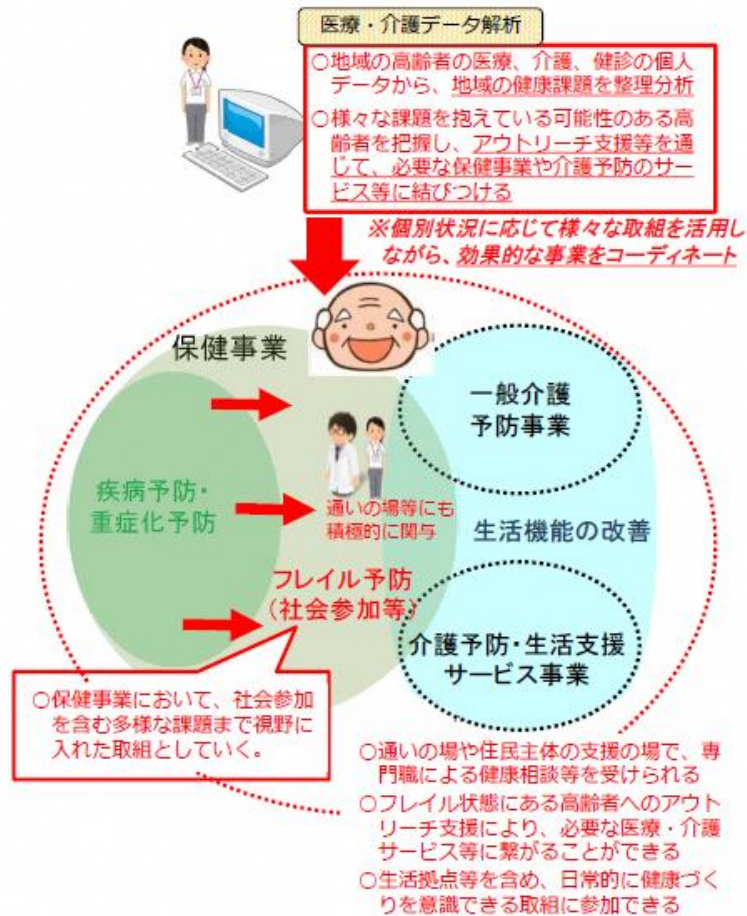 医療・介護データ解析
○地域の高齢者の医療、介護、健診の個人
データから、地域の健康課題を整理分析
○様々な課題を抱えている可能性のある高
齢者を把握し、アウトリーチ支援等を通
じて、必要な保健事業や介護予防のサー
ビス等に結びつける
※個別状況に応じて様々な取組を活用し
ながら、効果的な事業をコーディネート
保健事業
一般介護
予防事業
疾病予防・
重症化予防
通いの場等にも
積極的に関与
生活機能の改善
フレイル予防
（社会参加等）
介護予防・生活支援
サービス事業
○保健事業において、社会参加
を含む多様な課題まで視野に
入れた取組としていく。
○通いの場や住民主体の支援の場で、専
門職による健康相談等を受けられる
○フレイル状態にある高齢者へのアウト
リーチ支援により、必要な医療・介護
サービス等に繋がることができる
○生活拠点等を含め、日常的に健康づく
りを意識できる取組に参加できる